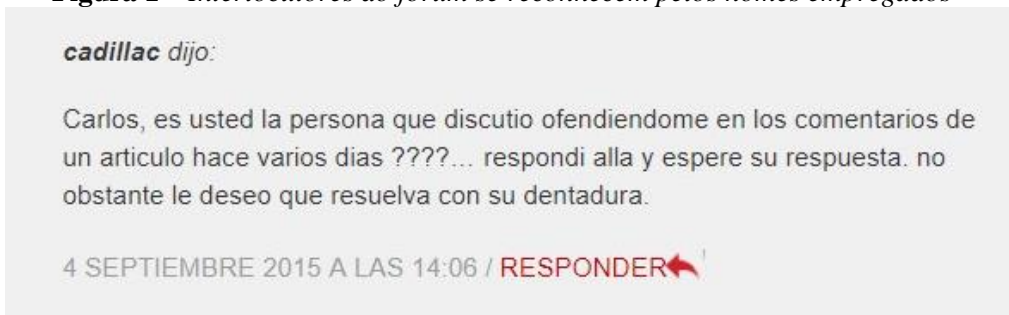 cadillac dijo:
Carlos, es usted la persona que discutio ofendiendome en los comentarios de
un articulo hace varios dias ????... respondi alla y espere su respuesta. no
obstante le deseo que resuelva con su dentadura.
4 SEPTIEMBRE 2015 A LAS 14:06 / RESPONDER